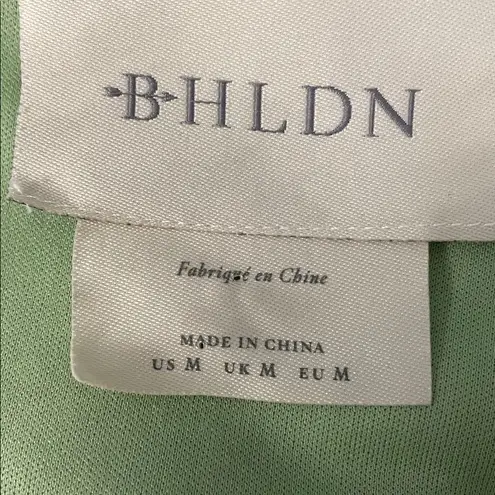 BHLDN
Fabriqué en Chine
MADE IN CHINA
US M UK M EU M